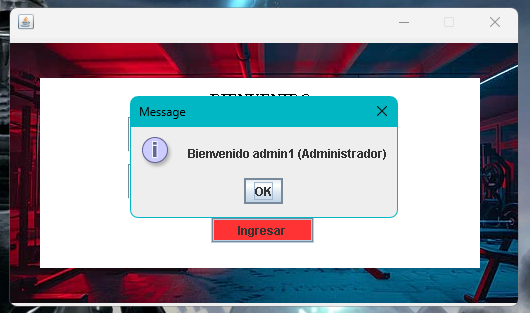 Message
Bienvenido admin1 (Administrador)
OK
Ingresar